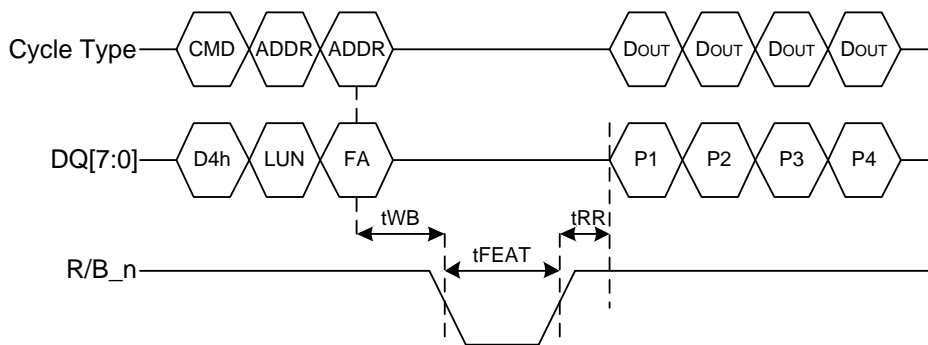 Cycle Type CMD ADDR ADDR DOUT DOUT DOUT DOUT
DQ[7:0] D4h LUN FA P1 P2 P3 P4
tWB tRR
tFEAT
R/B_n